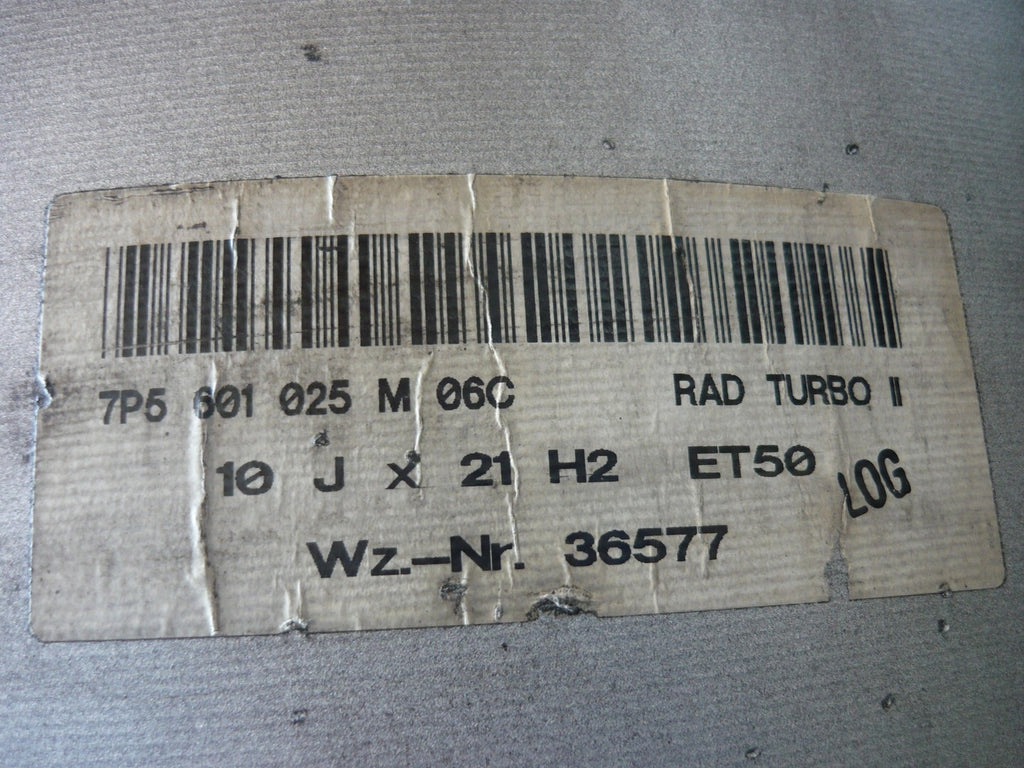 7P5 601 025 M 06C RAD TURBO II
10 J x 21 H2 ET50 LOG
Wz.-Nr. 36577